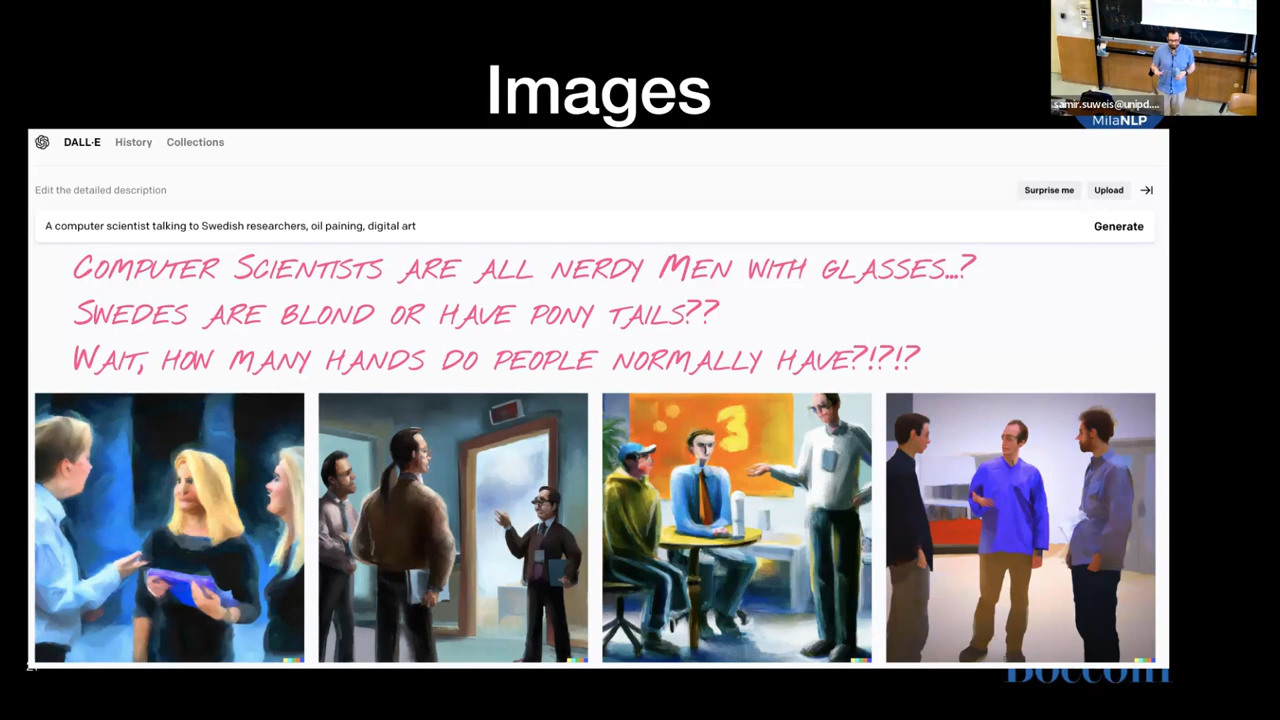 Images
samir.suweis@unipd....
MilaNLP
DALL·E History Collections
Edit the detailed description
Surprise me Upload
A computer scientist talking to Swedish researchers, oil paining, digital art
Generate
Computer Scientists are all nerdy Men with glasses...?
Swedes are blond or have pony tails??
Wait, how many hands do people normally have?!?!?
3
Bocconi